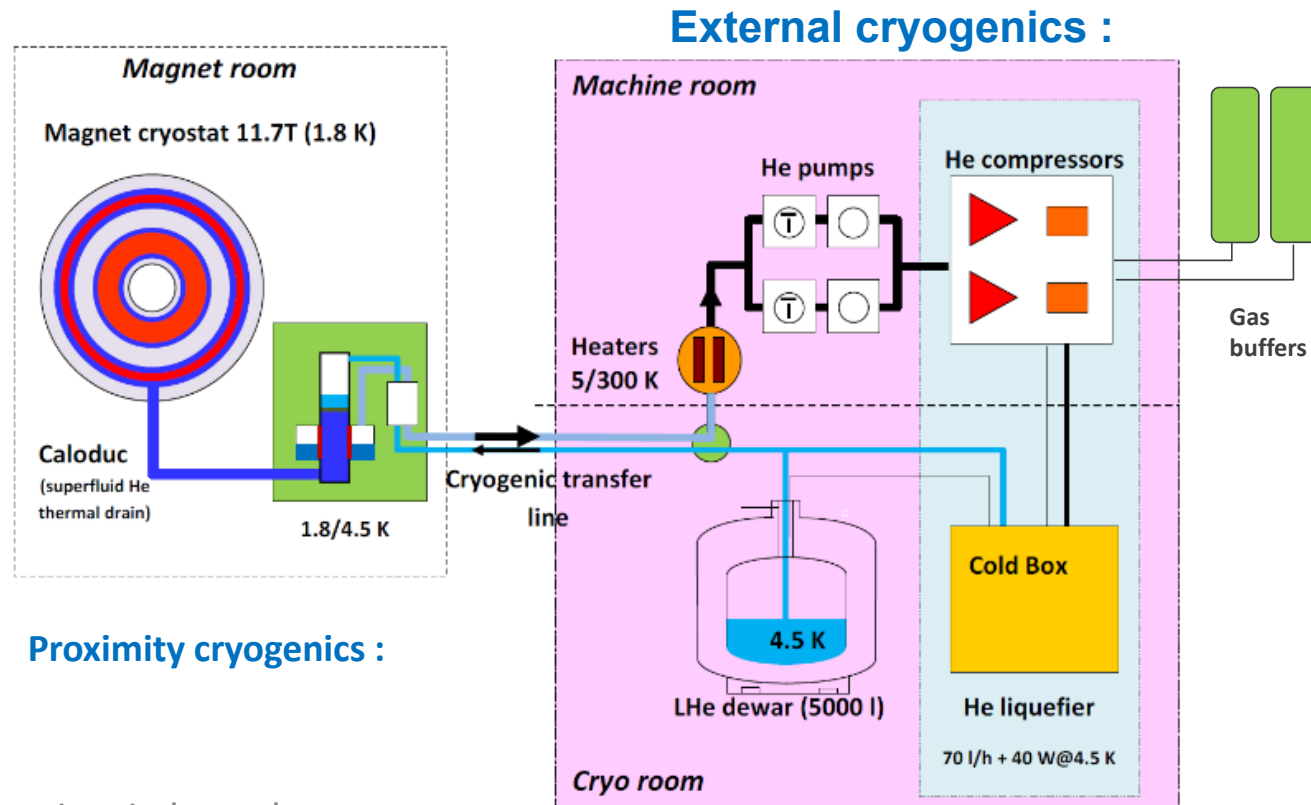 External cryogenics :
Magnet room
Magnet cryostat 11.7T (1.8 K)
Caloduc
(superfluid He
thermal drain)
1.8/4.5 K
Proximity cryogenics :
Machine room
He pumps
T
T
He compressors
Heaters
5/300 K
Gas
buffers
Cryogenic transfer
line
4.5 K
LHe dewar (5000 l)
Cold Box
He liquefier
70 l/h + 40 W@4.5 K
Cryo room